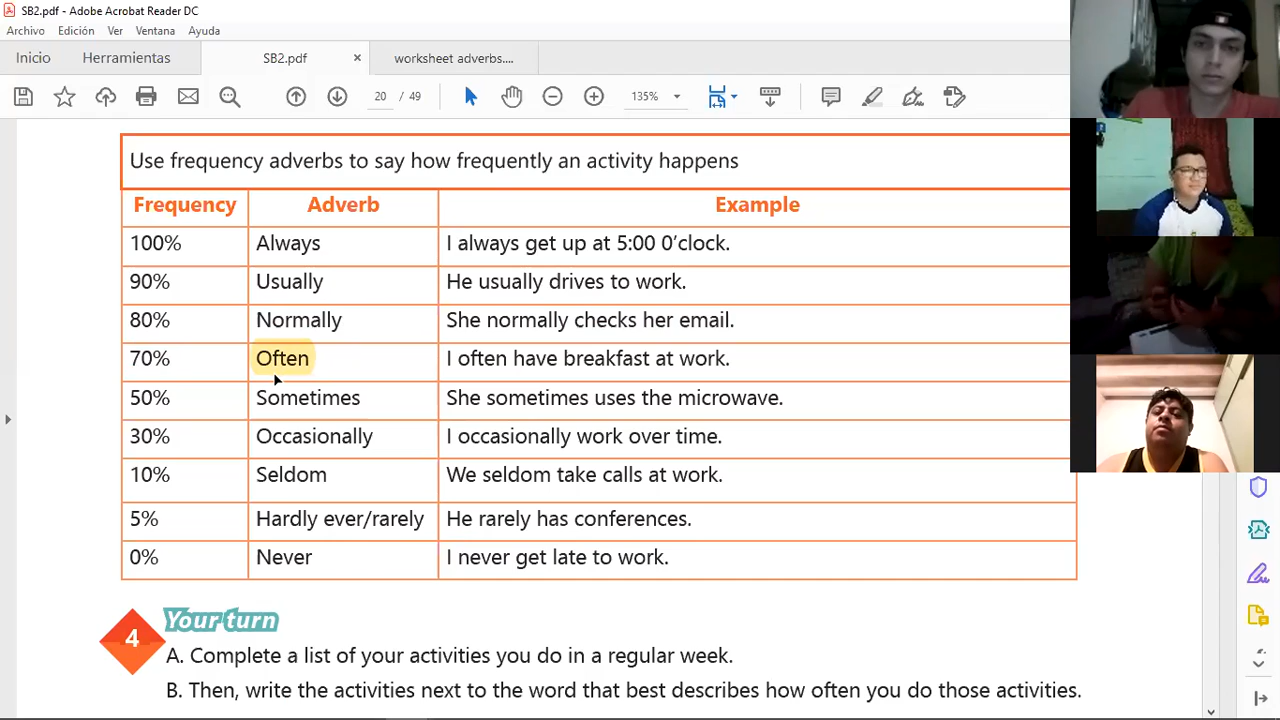 SB2.pdf - Adobe Acrobat Reader DC
Archivo Edición Ver Ventana Ayuda
Inicio Herramientas SB2.pdf × worksheet adverbs....
20 / 49 135%
Use frequency adverbs to say how frequently an activity happens
Frequency Adverb Example
100% Always I always get up at 5:00 0’clock.
90% Usually He usually drives to work.
80% Normally She normally checks her email.
70% Often I often have breakfast at work.
50% Sometimes She sometimes uses the microwave.
30% Occasionally I occasionally work over time.
10% Seldom We seldom take calls at work.
5% Hardly ever/rarely He rarely has conferences.
0% Never I never get late to work.
4 Your turn
A. Complete a list of your activities you do in a regular week.
B. Then, write the activities next to the word that best describes how often you do those activities.